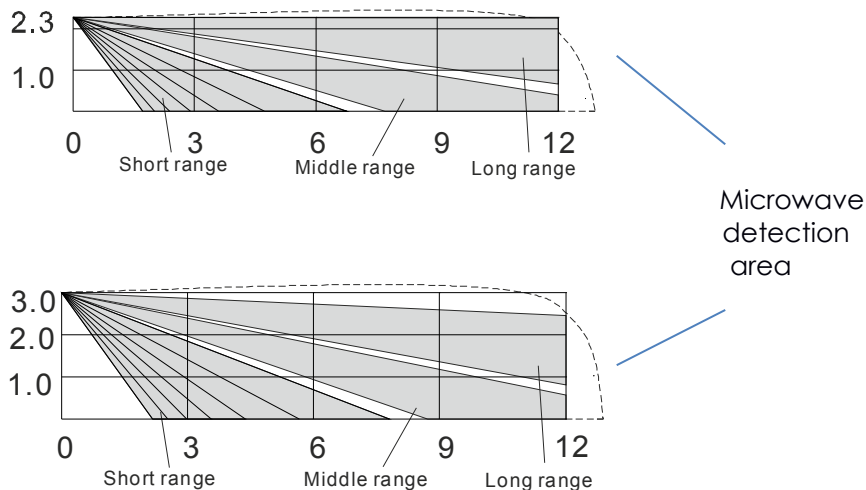 2.3
1.0
0 3 6 9 12
Short range Middle range Long range
Microwave
detection
area
3.0
2.0
1.0
0 3 6 9 12
Short range Middle range Long range